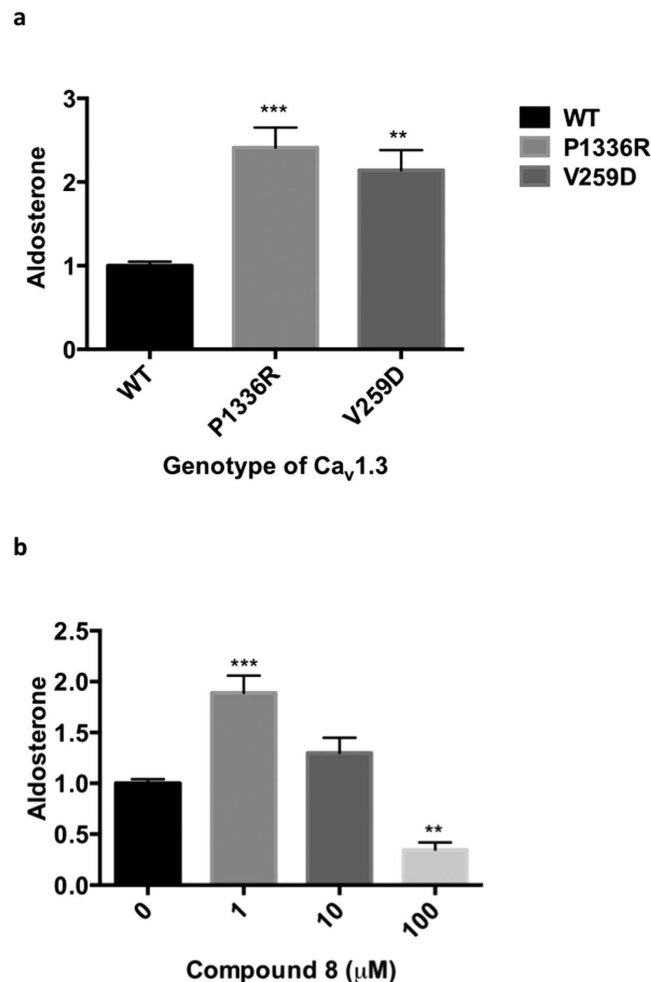 a
3
2
1
0
Aldosterone
***
**
WT
P1336R
V259D
WT
P1336R
V259D
Genotype of Cav1.3
b
2.5
2.0
1.5
1.0
0.5
0.0
Aldosterone
***
**
0
1
10
100
Compound 8 (μM)